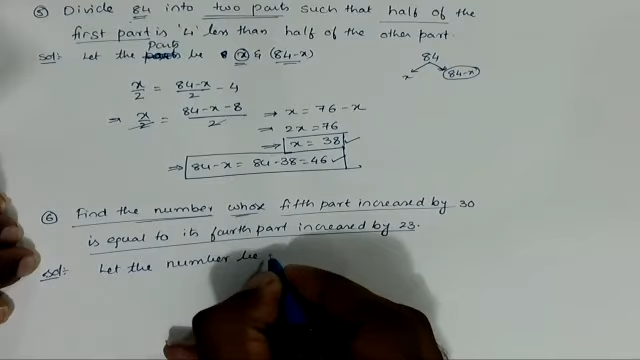 ⑤ Divide 84 into two parts such that half of the
first part is '4' less than half of the other part.
Sol: Let the parts be x & (84-x)
84
x 84-x
x/2 = (84-x)/2 - 4
⇒ x/2 = (84-x-8)/2 ⇒ x = 76-x
⇒ 2x = 76
⇒ x = 38 ✓
⇒ 84-x = 84-38 = 46 ✓
⑥ Find the number whose fifth part increased by 30
is equal to its fourth part increased by 23.
Sol: Let the number be